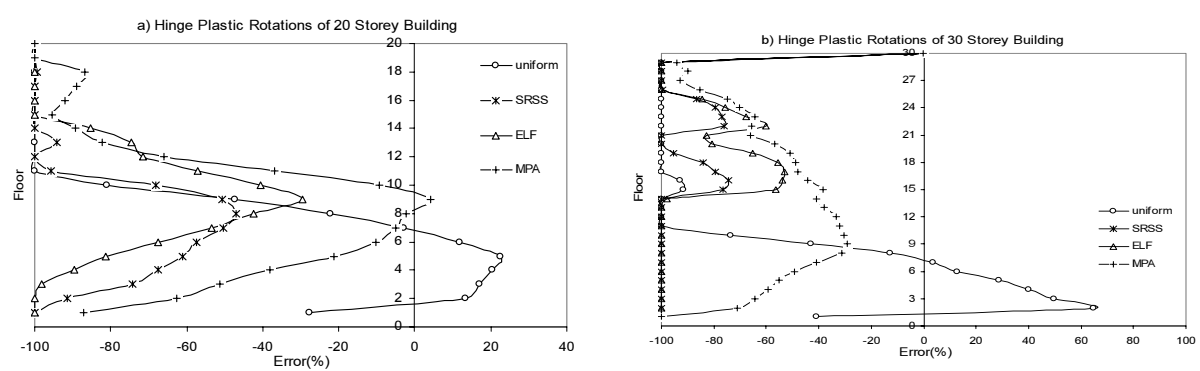 a) Hinge Plastic Rotations of 20 Storey Building
20
18
16
14
12
10
8
6
4
2
0
Floor
-100 -80 -60 -40 -20 0 20 40
Error(%)
uniform
SRSS
ELF
MPA
b) Hinge Plastic Rotations of 30 Storey Building
30
27
24
21
18
15
12
9
6
3
0
Floor
-100 -80 -60 -40 -20 0 20 40 60 80 100
Error(%)
uniform
SRSS
ELF
MPA